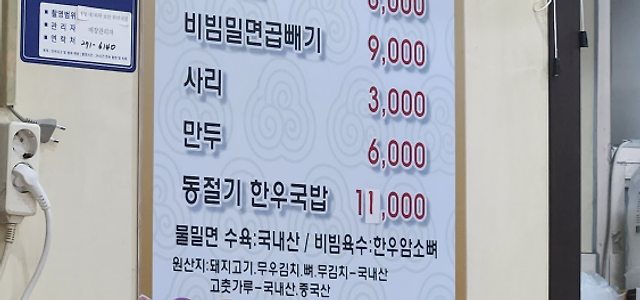 촬영범위
관리자
연락처 291-6140
,000
비빔밀면곱빼기 9,000
사리 3,000
만두 6,000
동절기 한우국밥 11,000
물밀면 수육:국내산 / 비빔육수:한우암소뼈
원산지:돼지고기.무우김치.뼈.무김치-국내산
고춧가루-국내산,중국산